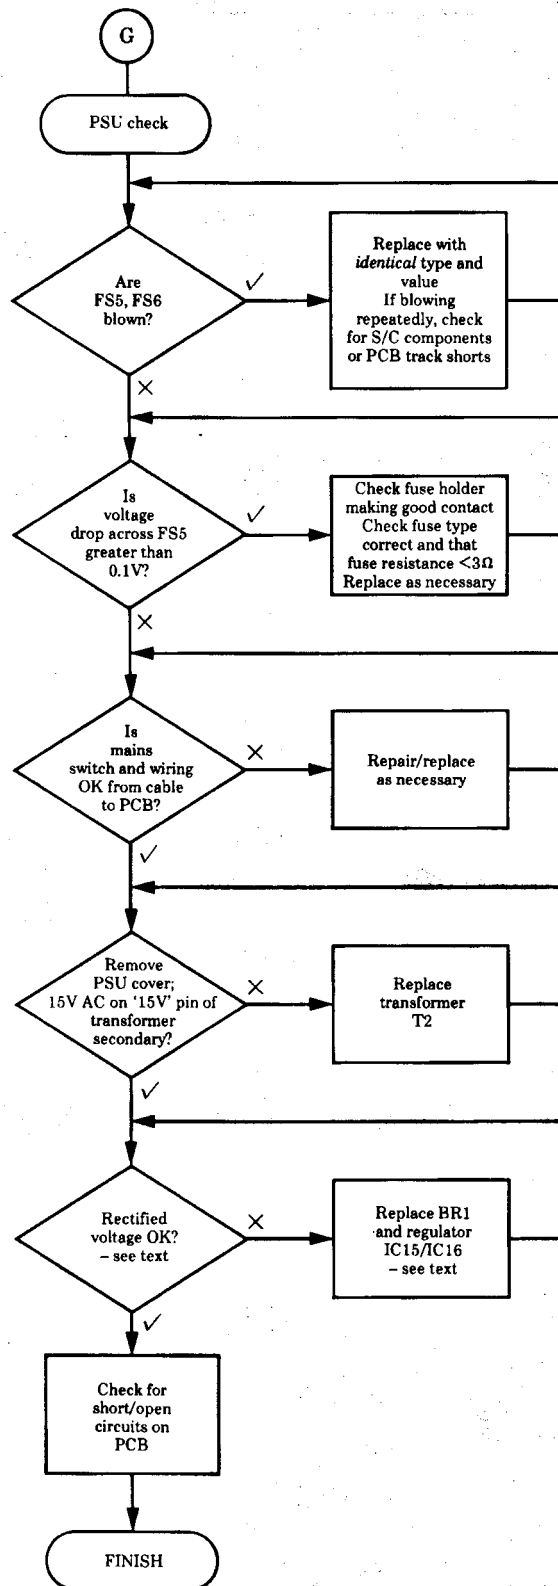 G
PSU check
Are
FS5, FS6
blown?
✓
Replace with
identical type and
value
If blowing
repeatedly, check
for S/C components
or PCB track shorts
×
Is
voltage
drop across FS5
greater than
0.1V?
✓
Check fuse holder
making good contact
Check fuse type
correct and that
fuse resistance <3Ω
Replace as necessary
×
Is
mains
switch and wiring
OK from cable
to PCB?
×
Repair/replace
as necessary
✓
Remove
PSU cover;
15V AC on ‘15V’ pin of
transformer
secondary?
×
Replace
transformer
T2
✓
Rectified
voltage OK?
– see text
×
Replace BR1
and regulator
IC15/IC16
– see text
✓
Check for
short/open
circuits on
PCB
FINISH